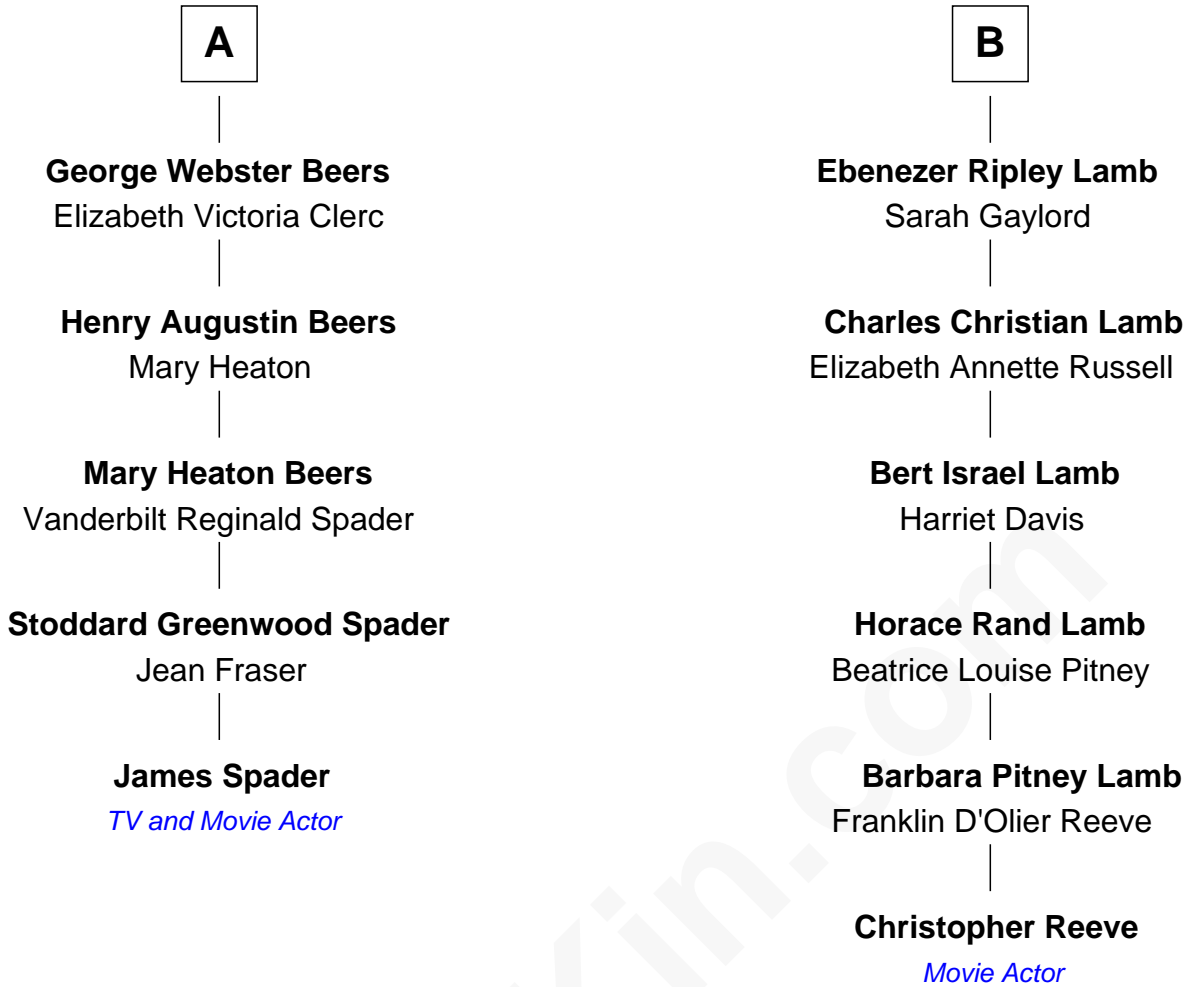 A
George Webster Beers
Elizabeth Victoria Clerc
Henry Augustin Beers
Mary Heaton
Mary Heaton Beers
Vanderbilt Reginald Spader
Stoddard Greenwood Spader
Jean Fraser
James Spader
TV and Movie Actor
B
Ebenezer Ripley Lamb
Sarah Gaylord
Charles Christian Lamb
Elizabeth Annette Russell
Bert Israel Lamb
Harriet Davis
Horace Rand Lamb
Beatrice Louise Pitney
Barbara Pitney Lamb
Franklin D'Olier Reeve
Christopher Reeve
Movie Actor